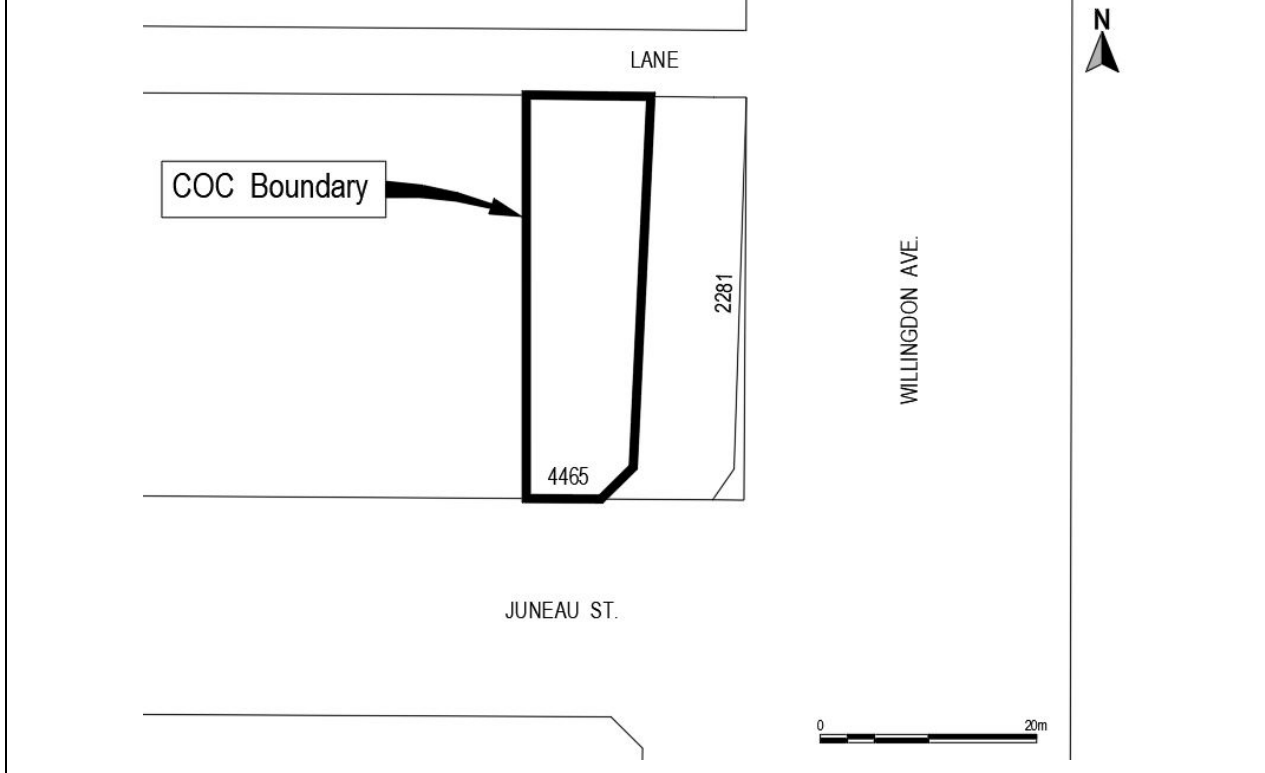 N
LANE
COC Boundary
2281
WILLINGDON AVE.
4465
JUNEAU ST.
0 20m